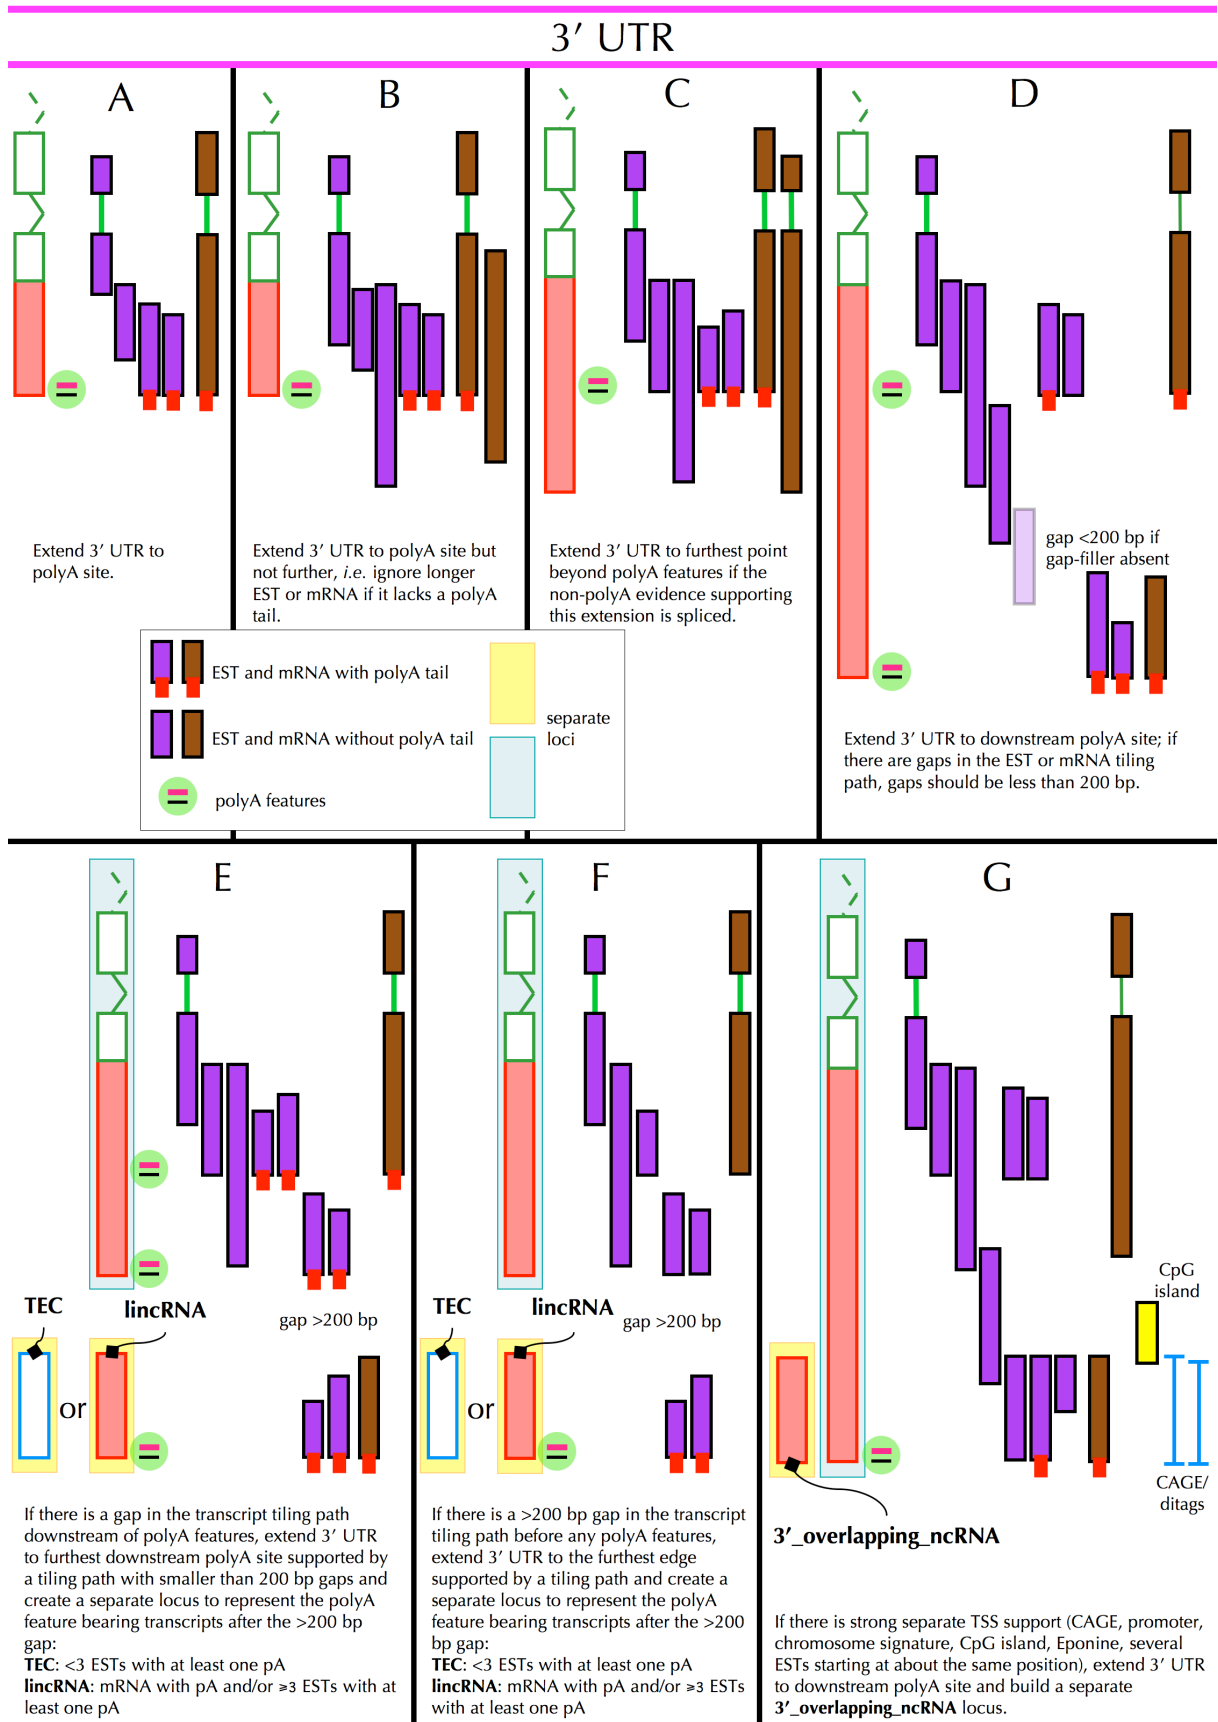 3′ UTR
A
B
C
D
Extend 3′ UTR to
polyA site.
Extend 3′ UTR to polyA site but
not further, i.e. ignore longer
EST or mRNA if it lacks a polyA
tail.
Extend 3′ UTR to furthest point
beyond polyA features if the
non-polyA evidence supporting
this extension is spliced.
gap <200 bp if
gap-filler absent
Extend 3′ UTR to downstream polyA site; if
there are gaps in the EST or mRNA tiling
path, gaps should be less than 200 bp.
EST and mRNA with polyA tail
EST and mRNA without polyA tail
polyA features
separate
loci
E
TEC
lincRNA
gap >200 bp
or
If there is a gap in the transcript tiling path
downstream of polyA features, extend 3′ UTR
to furthest downstream polyA site supported by
a tiling path with smaller than 200 bp gaps and
create a separate locus to represent the polyA
feature bearing transcripts after the >200 bp
gap:
TEC: <3 ESTs with at least one pA
lincRNA: mRNA with pA and/or ≥3 ESTs with at
least one pA
F
TEC
lincRNA
gap >200 bp
or
If there is a >200 bp gap in the transcript
tiling path before any polyA features,
extend 3′ UTR to the furthest edge
supported by a tiling path and create a
separate locus to represent the polyA
feature bearing transcripts after the >200
bp gap:
TEC: <3 ESTs with at least one pA
lincRNA: mRNA with pA and/or ≥3 ESTs
with at least one pA
G
CpG
island
CAGE/
ditags
3′_overlapping_ncRNA
If there is strong separate TSS support (CAGE, promoter,
chromosome signature, CpG island, Eponine, several
ESTs starting at about the same position), extend 3′ UTR
to downstream polyA site and build a separate
3′_overlapping_ncRNA locus.